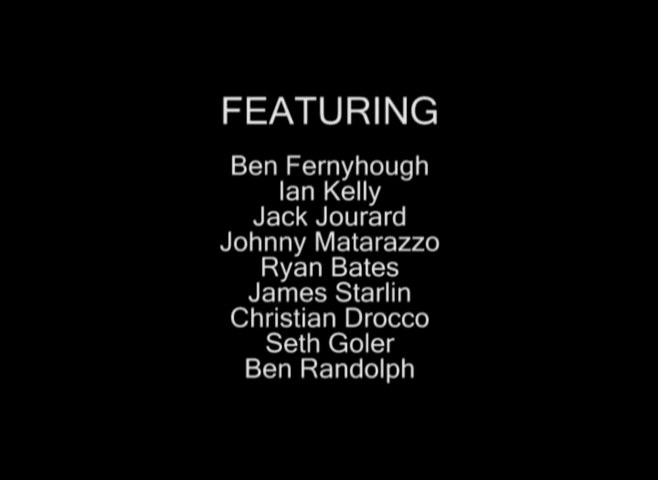 FEATURING
Ben Fernyhough
Ian Kelly
Jack Jourard
Johnny Matarazzo
Ryan Bates
James Starlin
Christian Drocco
Seth Goler
Ben Randolph